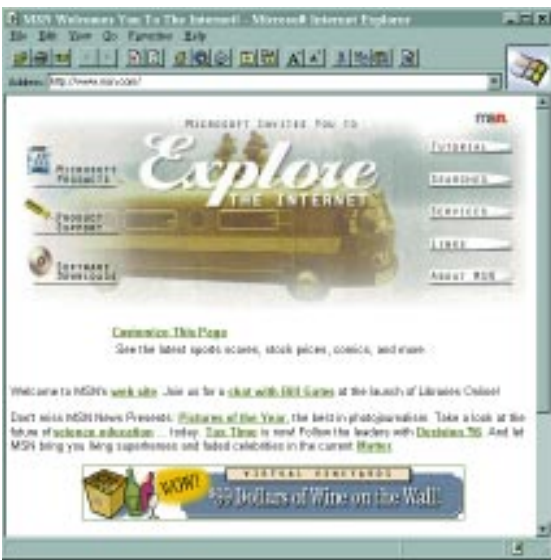 MSN Welcomes You To The Internet! - Microsoft Internet Explorer
File Edit View Go Favorites Help
Address: http://www.msn.com/
MICROSOFT INVITES YOU TO
Explore
THE INTERNET
msn.
MICROSOFT
PRODUCTS
PRODUCT
SUPPORT
SOFTWARE
DOWNLOADS
TUTORIAL
SEARCHES
SERVICES
LINKS
ABOUT MSN
Customize This Page
See the latest sports scores, stock prices, comics, and more.
Welcome to MSN's web site. Join us for a chat with Bill Gates at the launch of Libraries Online!
Don't miss MSN News Presents: Pictures of the Year, the best in photojournalism. Take a look at the
future of science education ... today. Tax Time is now! Follow the leaders with Decision '96. And let
MSN bring you living superheroes and faded celebrities in the current Mutter.
WOW!
VIRTUAL VINEYARDS
$99 Dollars of Wine on the Wall!